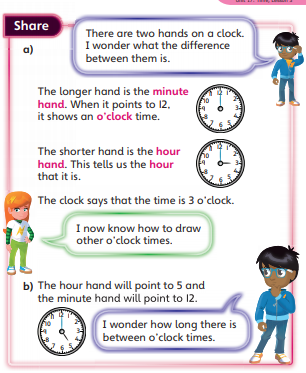 Share
a)
There are two hands on a clock.
I wonder what the difference
between them is.
The longer hand is the minute
hand. When it points to 12,
it shows an o'clock time.
The shorter hand is the hour
hand. This tells us the hour
that it is.
The clock says that the time is 3 o'clock.
I now know how to draw
other o'clock times.
b) The hour hand will point to 5 and
the minute hand will point to 12.
I wonder how long there is
between o'clock times.